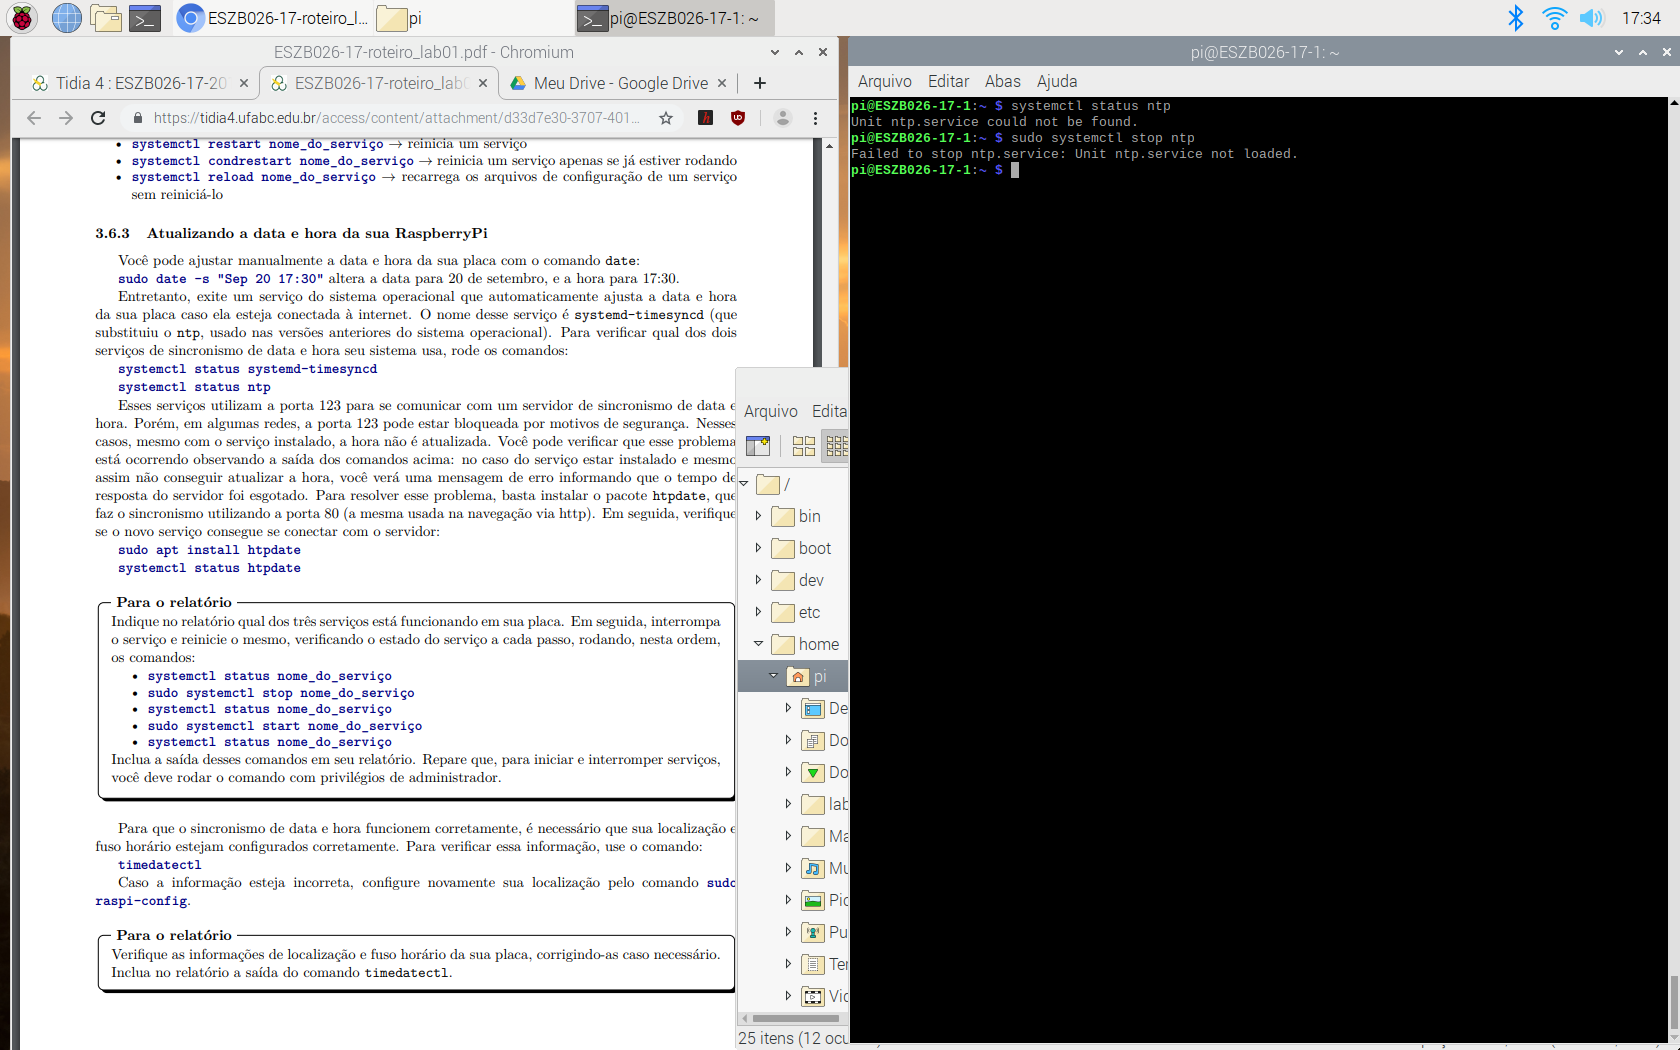 ESZB026-17-roteiro_l...
pi
pi@ESZB026-17-1: ~
17:34
ESZB026-17-roteiro_lab01.pdf - Chromium
Tidia 4 : ESZB026-17-20
ESZB026-17-roteiro_lab0
Meu Drive - Google Drive
https://tidia4.ufabc.edu.br/access/content/attachment/d33d7e30-3707-401...
systemctl restart nome_do_serviço → reinicia um serviço
systemctl condrestart nome_do_serviço → reinicia um serviço apenas se já estiver rodando
systemctl reload nome_do_serviço → recarrega os arquivos de configuração de um serviço
sem reiniciá-lo
3.6.3 Atualizando a data e hora da sua RaspberryPi
Você pode ajustar manualmente a data e hora da sua placa com o comando date:
sudo date -s "Sep 20 17:30" altera a data para 20 de setembro, e a hora para 17:30.
Entretanto, exite um serviço do sistema operacional que automaticamente ajusta a data e hora
da sua placa caso ela esteja conectada à internet. O nome desse serviço é systemd-timesyncd (que
substituiu o ntp, usado nas versões anteriores do sistema operacional). Para verificar qual dos dois
serviços de sincronismo de data e hora seu sistema usa, rode os comandos:
systemctl status systemd-timesyncd
systemctl status ntp
Esses serviços utilizam a porta 123 para se comunicar com um servidor de sincronismo de data e
hora. Porém, em algumas redes, a porta 123 pode estar bloqueada por motivos de segurança. Nesses
casos, mesmo com o serviço instalado, a hora não é atualizada. Você pode verificar que esse problema
está ocorrendo observando a saída dos comandos acima: no caso do serviço estar instalado e mesmo
assim não conseguir atualizar a hora, você verá uma mensagem de erro informando que o tempo de
resposta do servidor foi esgotado. Para resolver esse problema, basta instalar o pacote htpdate, que
faz o sincronismo utilizando a porta 80 (a mesma usada na navegação via http). Em seguida, verifique
se o novo serviço consegue se conectar com o servidor:
sudo apt install htpdate
systemctl status htpdate
Para o relatório
Indique no relatório qual dos três serviços está funcionando em sua placa. Em seguida, interrompa
o serviço e reinicie o mesmo, verificando o estado do serviço a cada passo, rodando, nesta ordem,
os comandos:
systemctl status nome_do_serviço
sudo systemctl stop nome_do_serviço
systemctl status nome_do_serviço
sudo systemctl start nome_do_serviço
systemctl status nome_do_serviço
Inclua a saída desses comandos em seu relatório. Repare que, para iniciar e interromper serviços,
você deve rodar o comando com privilégios de administrador.
Para que o sincronismo de data e hora funcionem corretamente, é necessário que sua localização e
fuso horário estejam configurados corretamente. Para verificar essa informação, use o comando:
timedatectl
Caso a informação esteja incorreta, configure novamente sua localização pelo comando sudo
raspi-config.
Para o relatório
Verifique as informações de localização e fuso horário da sua placa, corrigindo-as caso necessário.
Inclua no relatório a saída do comando timedatectl.
Arquivo Edita
/
bin
boot
dev
etc
home
pi
De
Do
Do
lab
Ma
Mu
Pic
Pu
Ter
Vid
25 itens (12 ocu
pi@ESZB026-17-1: ~
Arquivo Editar Abas Ajuda
pi@ESZB026-17-1:~ $ systemctl status ntp
Unit ntp.service could not be found.
pi@ESZB026-17-1:~ $ sudo systemctl stop ntp
Failed to stop ntp.service: Unit ntp.service not loaded.
pi@ESZB026-17-1:~ $